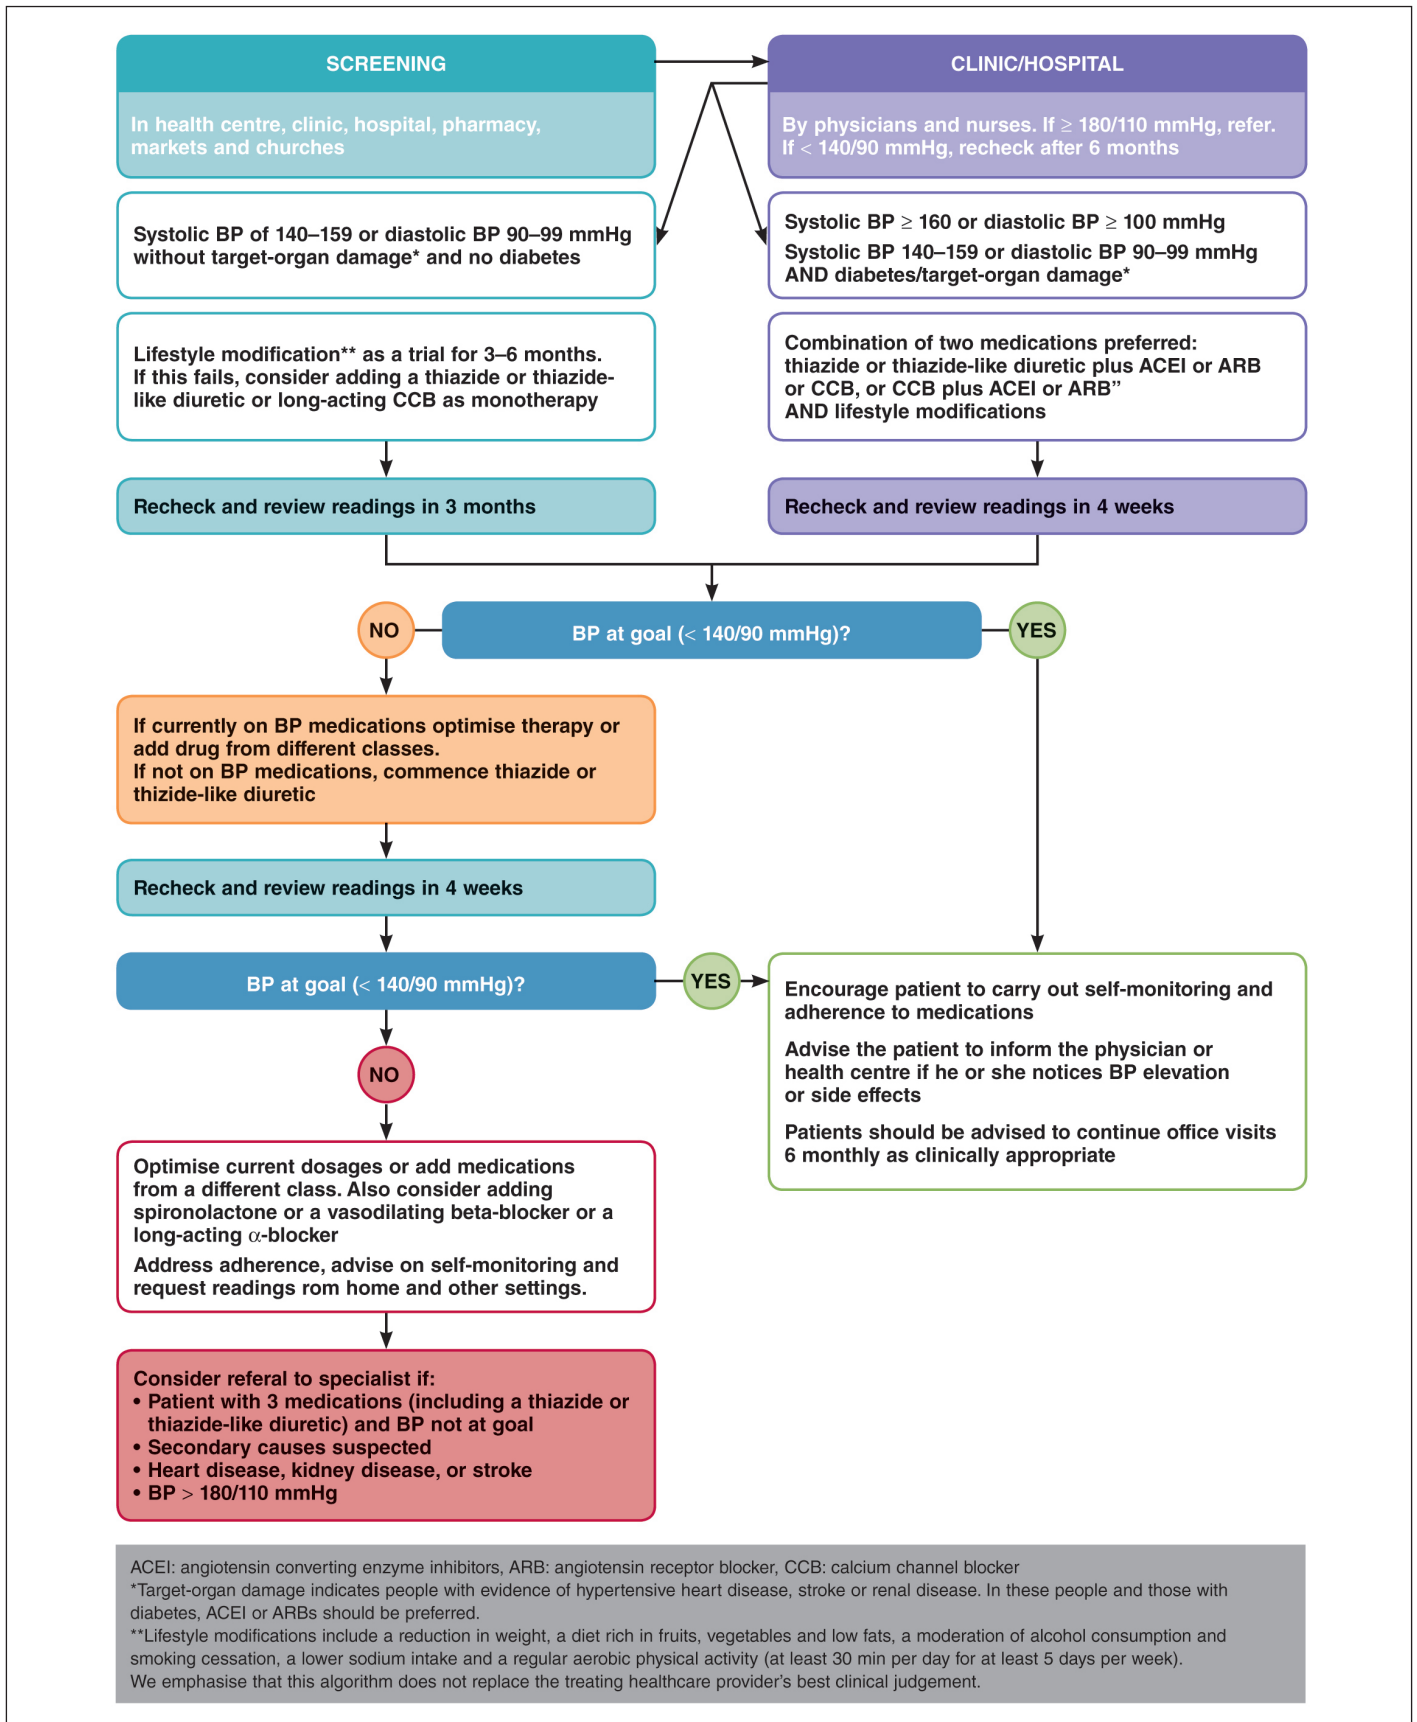 SCREENING
In health centre, clinic, hospital, pharmacy,
markets and churches
CLINIC/HOSPITAL
By physicians and nurses. If ≥ 180/110 mmHg, refer.
If < 140/90 mmHg, recheck after 6 months
Systolic BP of 140–159 or diastolic BP 90–99 mmHg
without target-organ damage* and no diabetes
Systolic BP ≥ 160 or diastolic BP ≥ 100 mmHg
Systolic BP 140–159 or diastolic BP 90–99 mmHg
AND diabetes/target-organ damage*
Lifestyle modification** as a trial for 3–6 months.
If this fails, consider adding a thiazide or thiazide-
like diuretic or long-acting CCB as monotherapy
Combination of two medications preferred:
thiazide or thiazide-like diuretic plus ACEI or ARB
or CCB, or CCB plus ACEI or ARB”
AND lifestyle modifications
Recheck and review readings in 3 months
Recheck and review readings in 4 weeks
NO
BP at goal (< 140/90 mmHg)?
YES
If currently on BP medications optimise therapy or
add drug from different classes.
If not on BP medications, commence thiazide or
thizide-like diuretic
Recheck and review readings in 4 weeks
BP at goal (< 140/90 mmHg)?
YES
Encourage patient to carry out self-monitoring and
adherence to medications
Advise the patient to inform the physician or
health centre if he or she notices BP elevation
or side effects
Patients should be advised to continue office visits
6 monthly as clinically appropriate
NO
Optimise current dosages or add medications
from a different class. Also consider adding
spironolactone or a vasodilating beta-blocker or a
long-acting α-blocker
Address adherence, advise on self-monitoring and
request readings rom home and other settings.
Consider referal to specialist if:
• Patient with 3 medications (including a thiazide or
thiazide-like diuretic) and BP not at goal
• Secondary causes suspected
• Heart disease, kidney disease, or stroke
• BP > 180/110 mmHg
ACEI: angiotensin converting enzyme inhibitors, ARB: angiotensin receptor blocker, CCB: calcium channel blocker
*Target-organ damage indicates people with evidence of hypertensive heart disease, stroke or renal disease. In these people and those with
diabetes, ACEI or ARBs should be preferred.
**Lifestyle modifications include a reduction in weight, a diet rich in fruits, vegetables and low fats, a moderation of alcohol consumption and
smoking cessation, a lower sodium intake and a regular aerobic physical activity (at least 30 min per day for at least 5 days per week).
We emphasise that this algorithm does not replace the treating healthcare provider’s best clinical judgement.